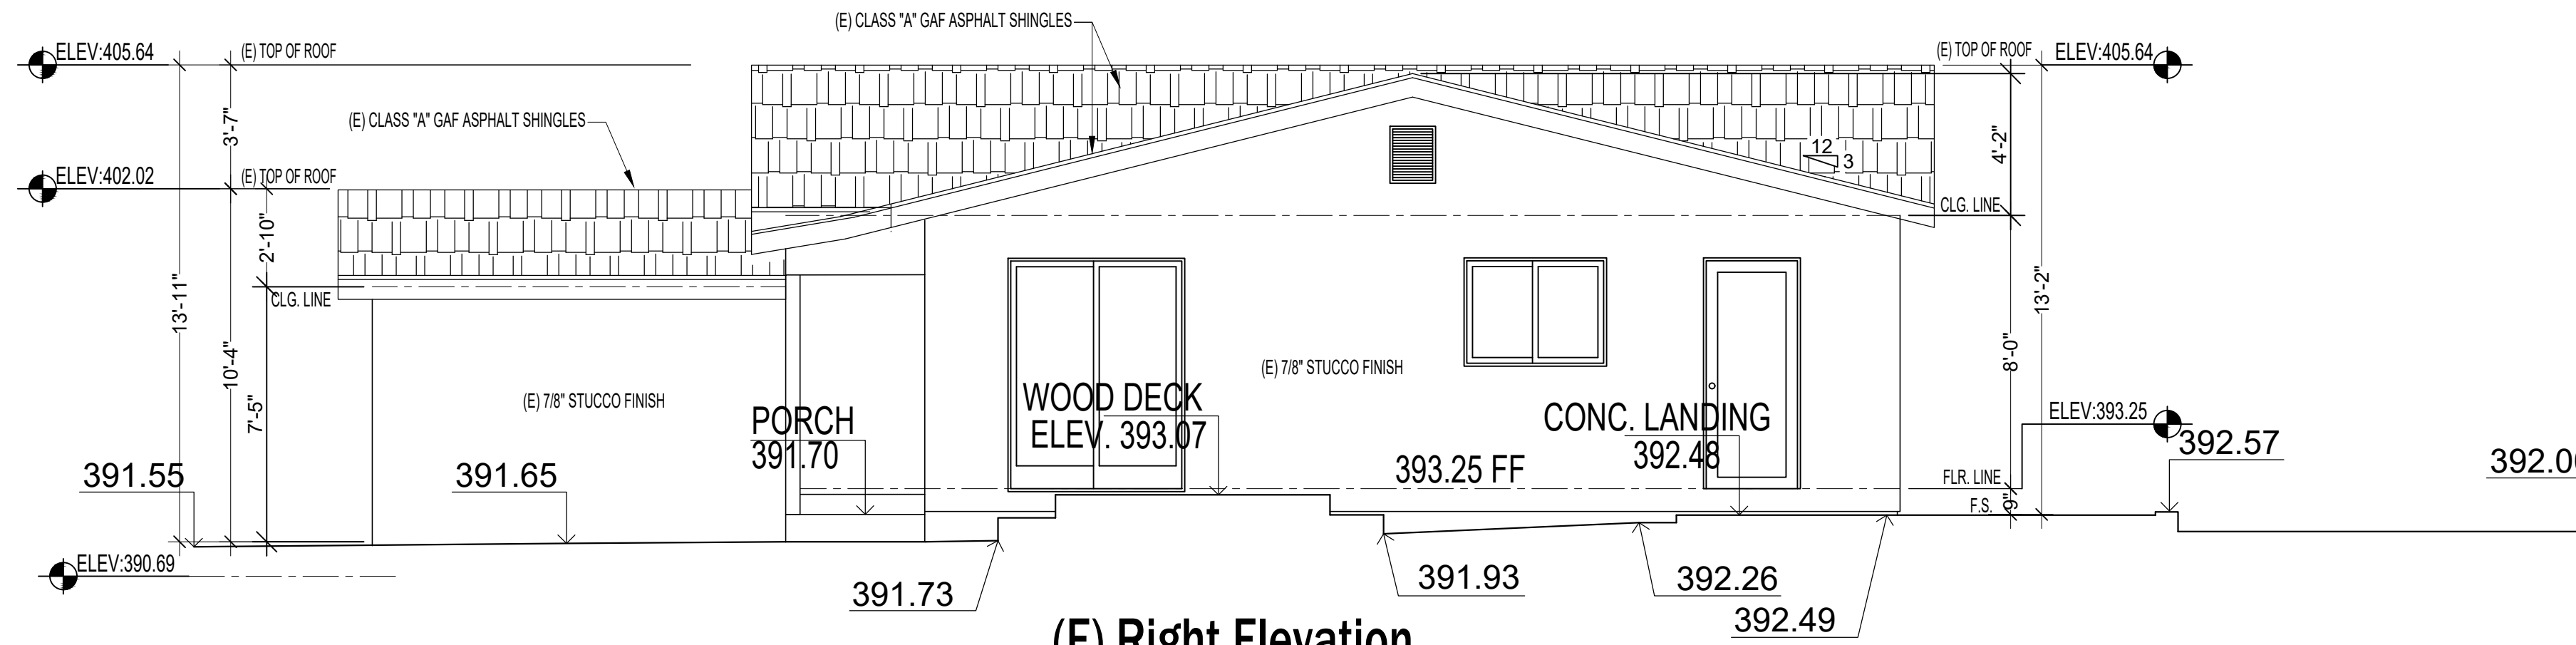 (E) CLASS "A" GAF ASPHALT SHINGLES
ELEV:405.64
(E) TOP OF ROOF
(E) TOP OF ROOF
ELEV:405.64
3'-7"
(E) CLASS "A" GAF ASPHALT SHINGLES
4'-2"
12
3
ELEV:402.02
(E) TOP OF ROOF
CLG. LINE
2'-10"
CLG. LINE
13'-11"
13'-2"
10'-4"
8'-0"
7'-5"
(E) 7/8" STUCCO FINISH
(E) 7/8" STUCCO FINISH
PORCH
391.70
WOOD DECK
ELEV. 393.07
CONC. LANDING
392.48
ELEV:393.25
391.55
391.65
393.25 FF
392.57
FLR. LINE
F.S.
9"
ELEV:390.69
391.73
391.93
392.26
392.49
(E) Right Elevation